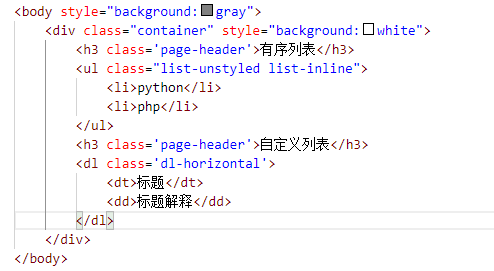 <body style="background:gray">
<div class="container" style="background:white">
<h3 class='page-header'>有序列表</h3>
<ul class="list-unstyled list-inline">
<li>python</li>
<li>php</li>
</ul>
<h3 class='page-header'>自定义列表</h3>
<dl class='dl-horizontal'>
<dt>标题</dt>
<dd>标题解释</dd>
</dl>
</div>
</body>